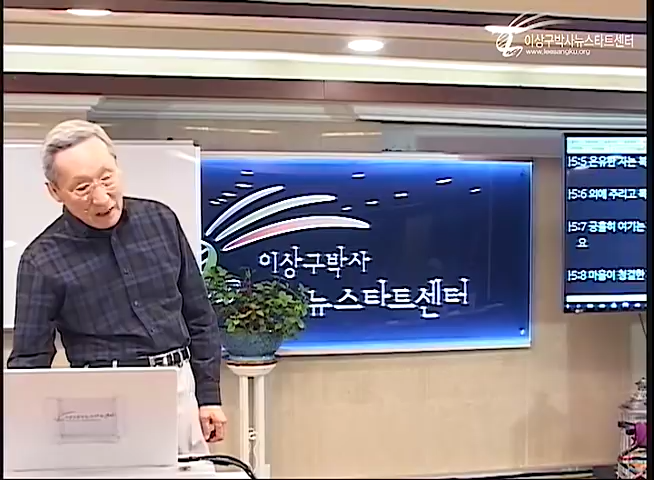 이상구박사뉴스타트센터
www.leesangku.org
이상구박사
뉴스타트센터
5:5 온유한 자는 복
5:6 의에 주리고 목
5:7 긍휼히 여기는
요
5:8 마음이 청결한